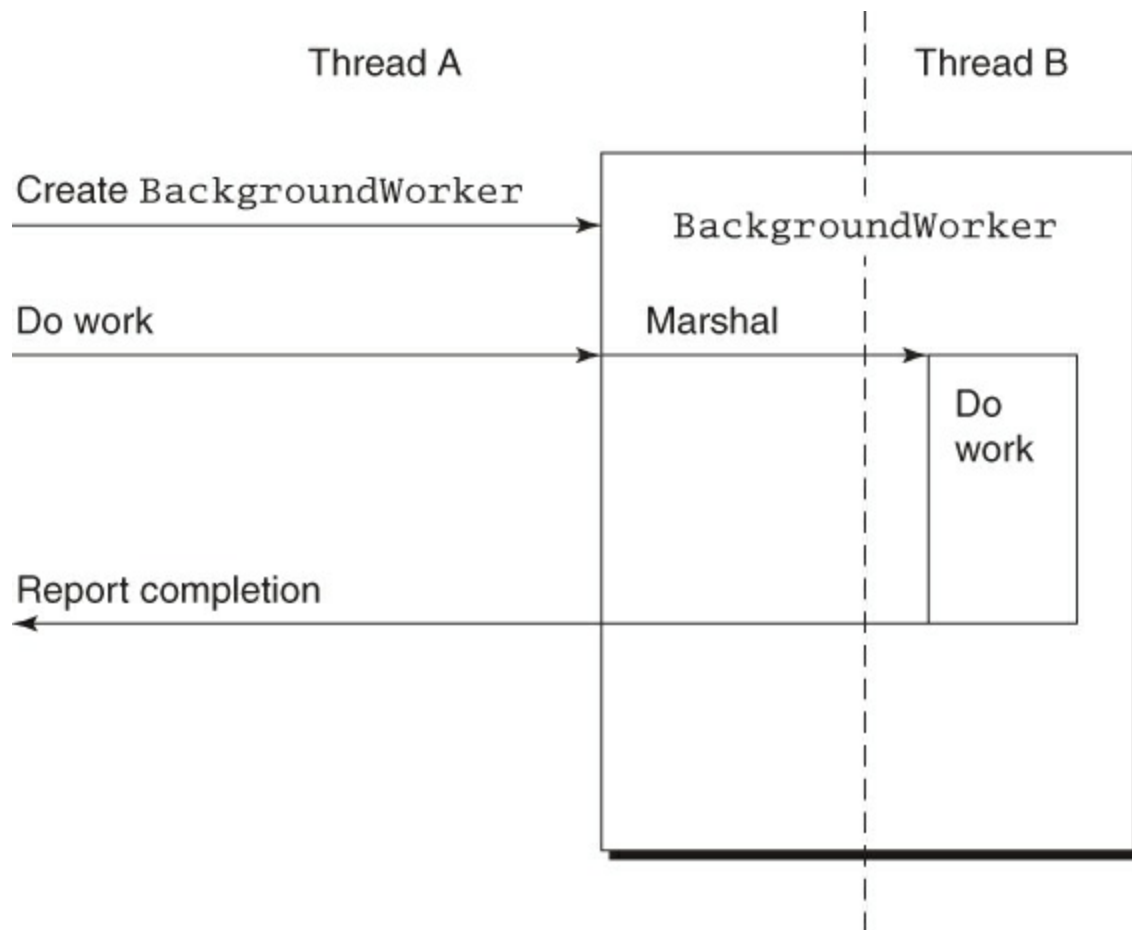 Thread A
Thread B
Create BackgroundWorker
BackgroundWorker
Do work
Marshal
Do
work
Report completion